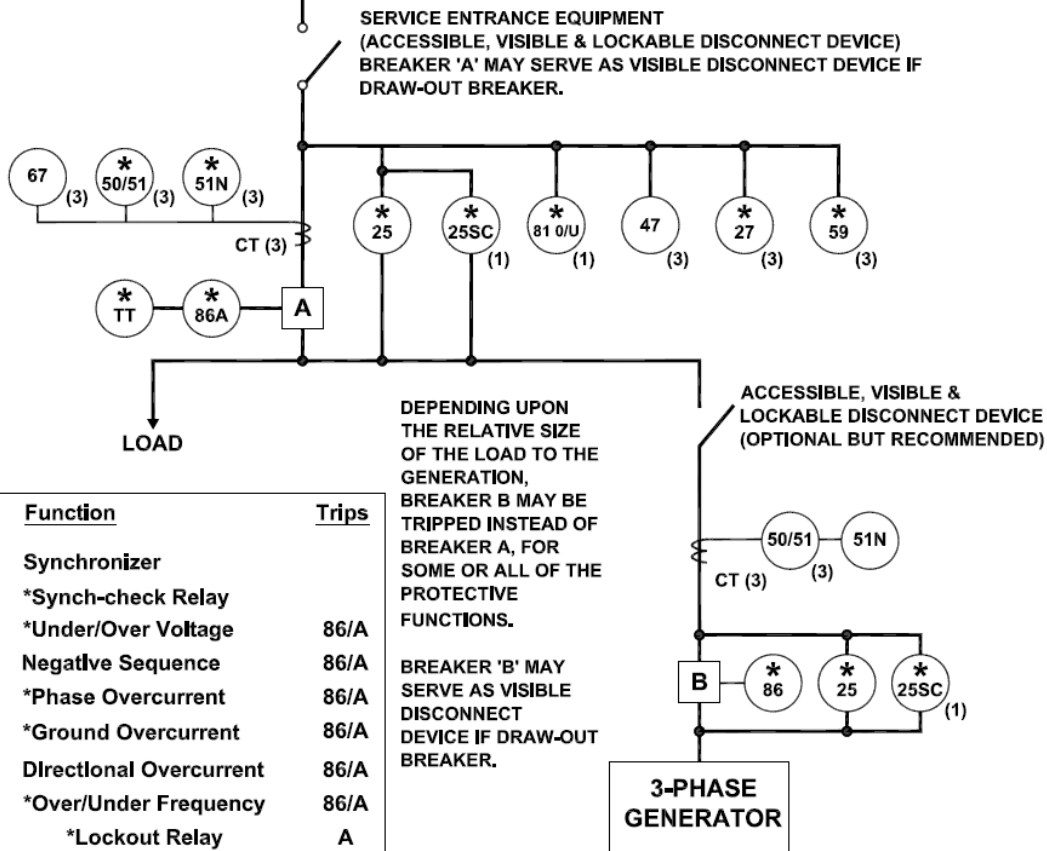 SERVICE ENTRANCE EQUIPMENT
(ACCESSIBLE, VISIBLE & LOCKABLE DISCONNECT DEVICE)
BREAKER 'A' MAY SERVE AS VISIBLE DISCONNECT DEVICE IF
DRAW-OUT BREAKER.
67
(3)
*
50/51
(3)
*
51N
(3)
CT (3)
*
25
*
25SC
(1)
*
81 0/U
(1)
47
(3)
*
27
(3)
*
59
(3)
*
TT
*
86A
A
LOAD
DEPENDING UPON
THE RELATIVE SIZE
OF THE LOAD TO THE
GENERATION,
BREAKER B MAY BE
TRIPPED INSTEAD OF
BREAKER A, FOR
SOME OR ALL OF THE
PROTECTIVE
FUNCTIONS.
BREAKER 'B' MAY
SERVE AS VISIBLE
DISCONNECT
DEVICE IF DRAW-OUT
BREAKER.
ACCESSIBLE, VISIBLE &
LOCKABLE DISCONNECT DEVICE
(OPTIONAL BUT RECOMMENDED)
50/51
(3)
51N
CT (3)
B
*
86
*
25
*
25SC
(1)
3-PHASE
GENERATOR
Function Trips
Synchronizer
*Synch-check Relay
*Under/Over Voltage 86/A
Negative Sequence 86/A
*Phase Overcurrent 86/A
*Ground Overcurrent 86/A
Directional Overcurrent 86/A
*Over/Under Frequency 86/A
*Lockout Relay A